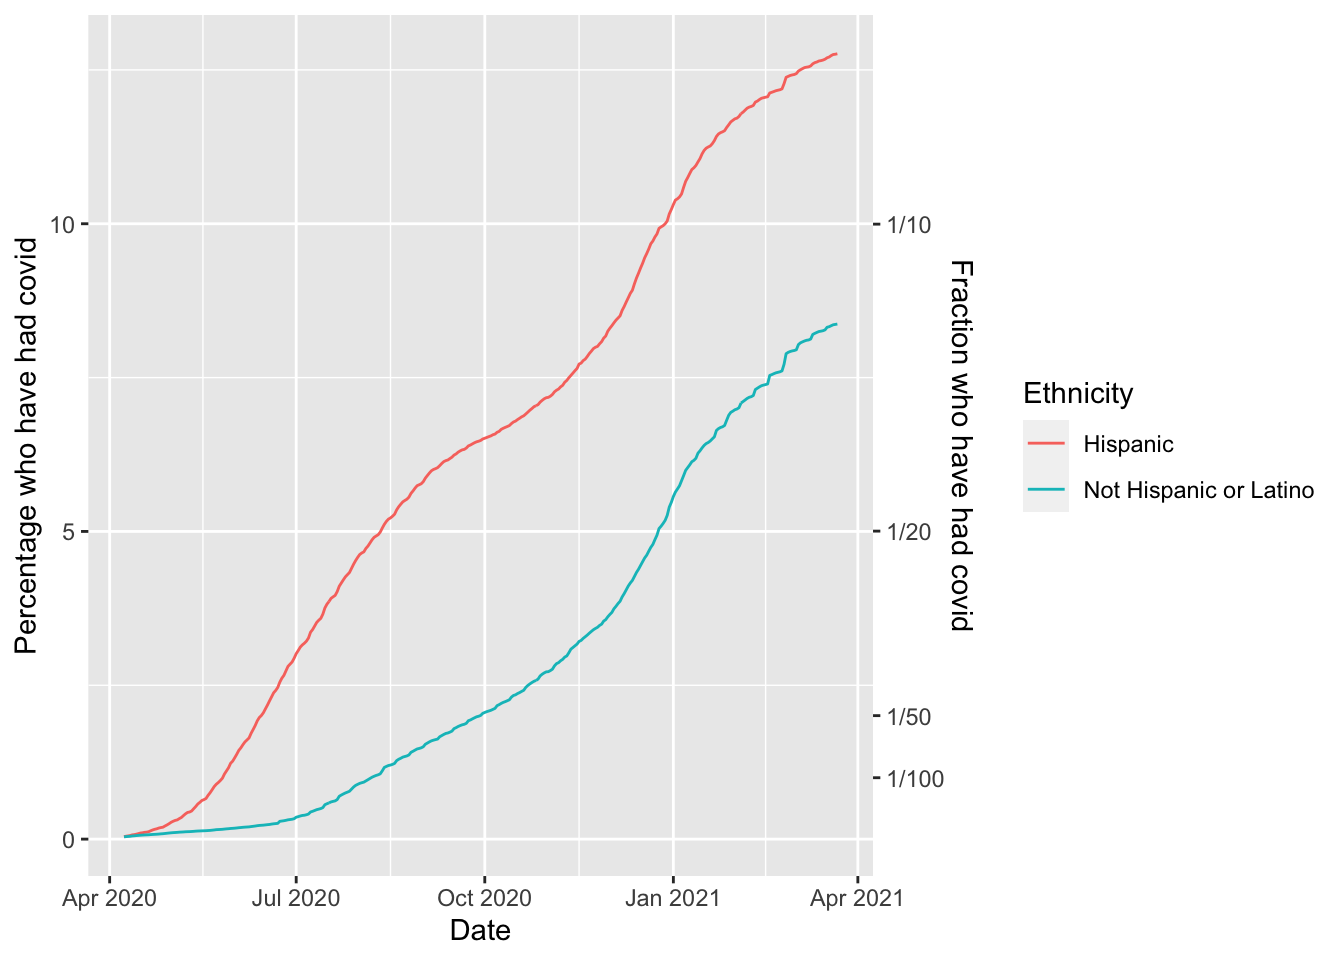 Percentage who have had covid
10
5
0
Apr 2020
Jul 2020
Oct 2020
Jan 2021
Apr 2021
Date
1/10
1/20
1/50
1/100
Fraction who have had covid
Ethnicity
Hispanic
Not Hispanic or Latino